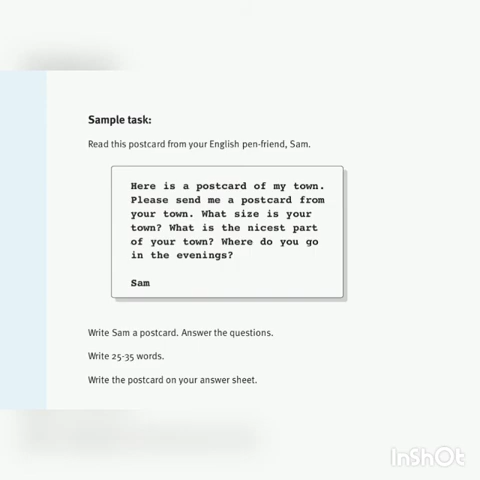 Sample task:
Read this postcard from your English pen-friend, Sam.
Here is a postcard of my town.
Please send me a postcard from
your town. What size is your
town? What is the nicest part
of your town? Where do you go
in the evenings?
Sam
Write Sam a postcard. Answer the questions.
Write 25-35 words.
Write the postcard on your answer sheet.
InShOt